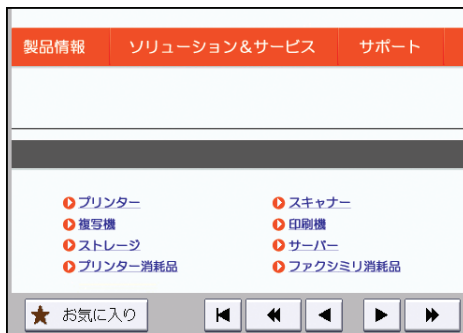 製品情報 ソリューション＆サービス サポート
プリンター スキャナー
複写機 印刷機
ストレージ サーバー
プリンター消耗品 ファクシミリ消耗品
お気に入り